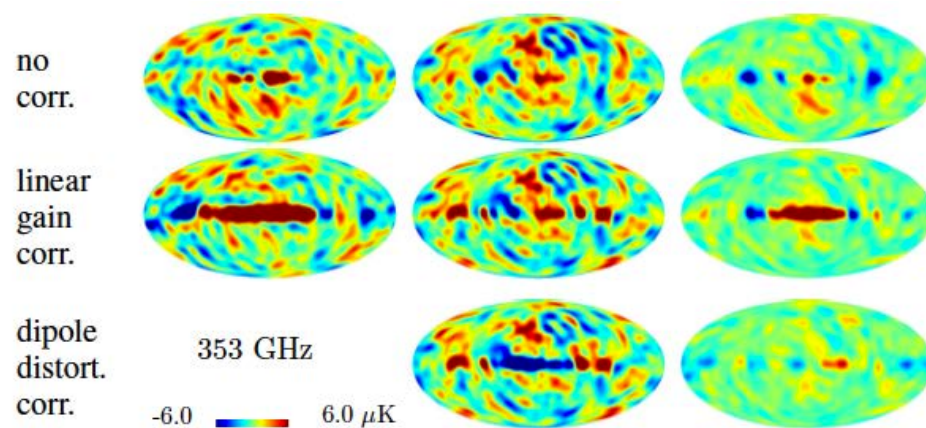 no
corr.
linear
gain
corr.
dipole
distort.
corr.
353 GHz
-6.0 6.0 μK